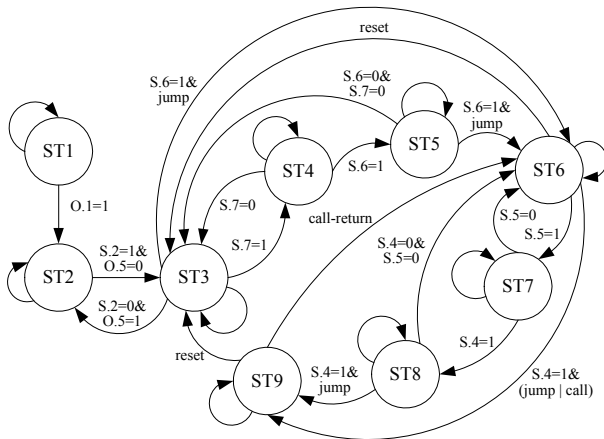 reset
S.6=1&
jump
S.6=0&
S.7=0
S.6=1&
jump
ST1
ST5
ST4
ST6
S.6=1
O.1=1
S.7=0
call-return
S.5=0
S.5=1
S.7=1
S.4=0&
S.5=0
S.2=1&
O.5=0
ST2
ST3
ST7
S.2=0&
O.5=1
S.4=1
reset
S.4=1&
jump
ST9
ST8
S.4=1&
(jump | call)